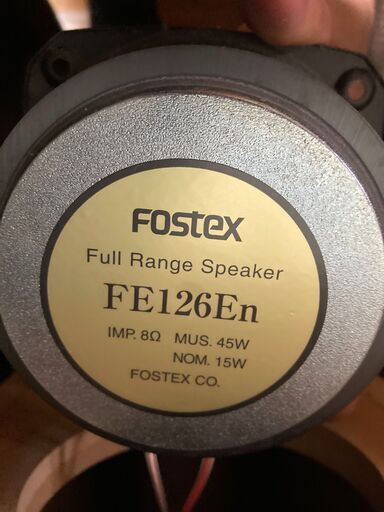 FOSTEX
Full Range Speaker
FE126En
IMP. 8Ω MUS. 45W
NOM. 15W
FOSTEX CO.